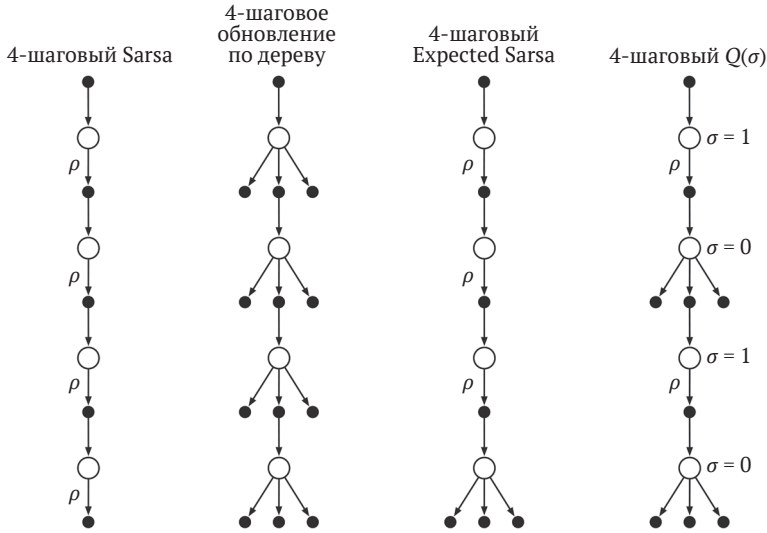 4-шаговый Sarsa
4-шаговое
обновление
по дереву
4-шаговый
Expected Sarsa
4-шаговый Q(σ)
ρ
ρ
ρ
ρ
σ = 1
ρ
σ = 0
σ = 1
ρ
σ = 0